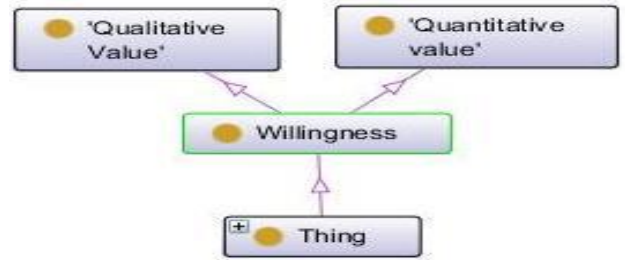 'Qualitative
Value'
'Quantitative
value'
Willingness
Thing